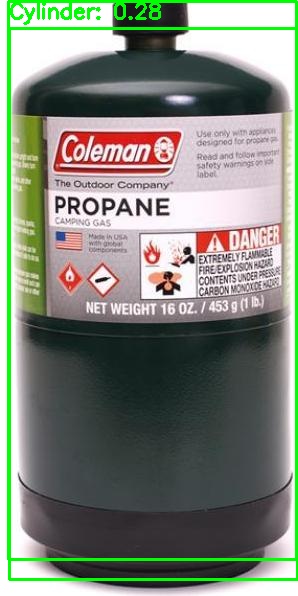 Cylinder: 0.28
Coleman
The Outdoor Company
PROPANE
CAMPING GAS
Made in USA
with global
components
Use only with appliances
designed for propane gas.
Read and follow important
safety warnings on side
label.
DANGER
EXTREMELY FLAMMABLE
FIRE/EXPLOSION HAZARD
CONTENTS UNDER PRESSURE
CARBON MONOXIDE HAZARD
NET WEIGHT 16 OZ. / 453 g (1 lb.)